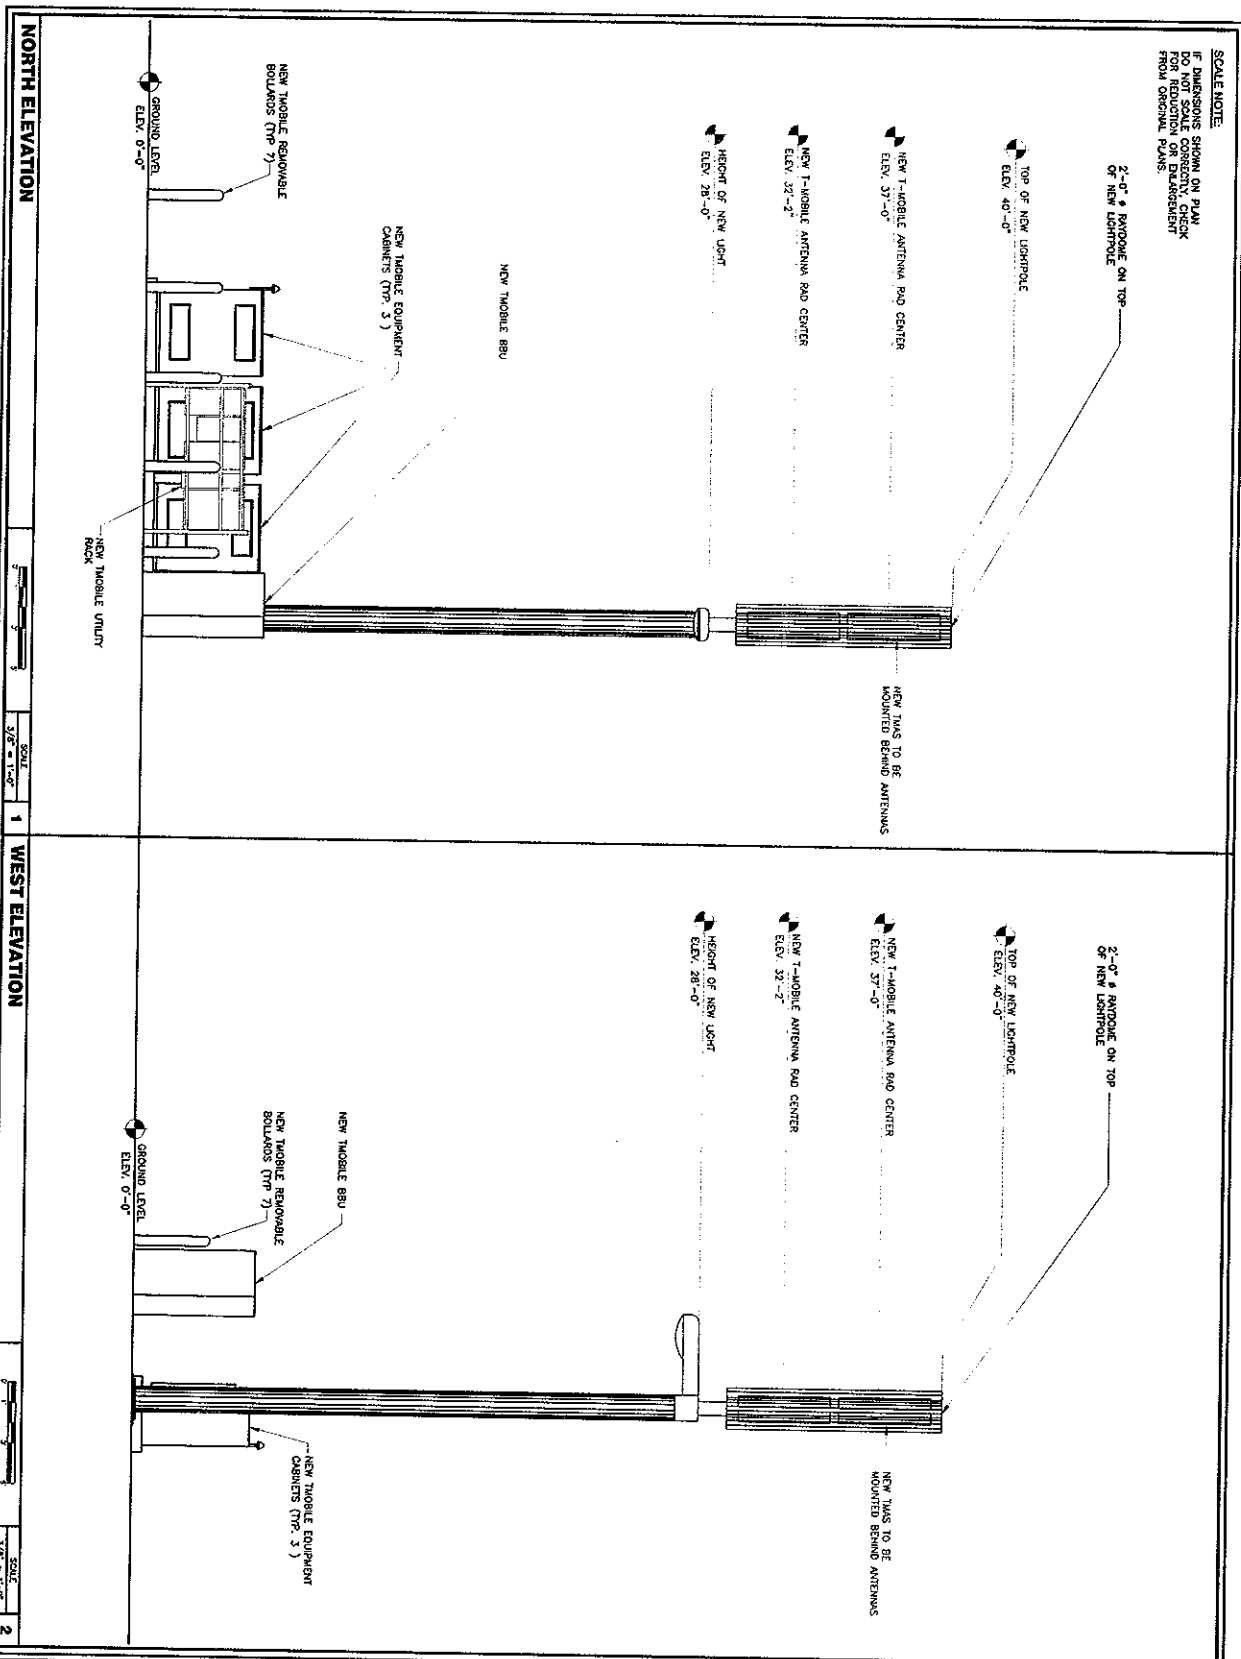 SCALE NOTE:
IF DIMENSIONS SHOWN ON PLAN
DO NOT SCALE CORRECTLY, CHECK
FOR REDUCTION OR ENLARGEMENT
FROM ORIGINAL PLANS.
2'-0" ø RAYDOME ON TOP
OF NEW LIGHTPOLE
TOP OF NEW LIGHTPOLE
ELEV. 40'-0"
NEW T-MOBILE ANTENNA RAD CENTER
ELEV. 37'-0"
NEW T-MOBILE ANTENNA RAD CENTER
ELEV. 32'-2"
HEIGHT OF NEW LIGHT
ELEV. 28'-0"
NEW TMAS TO BE
MOUNTED BEHIND ANTENNAS
NEW TMOBILE BBU
NEW TMOBILE EQUIPMENT
CABINETS (TYP. 3 )
NEW TMOBILE REMOVABLE
BOLLARDS (TYP 7)
GROUND LEVEL
ELEV. 0'-0"
NEW TMOBILE UTILITY
RACK
NORTH ELEVATION
SCALE
3/8" = 1'-0"
1
2'-0" ø RAYDOME ON TOP
OF NEW LIGHTPOLE
TOP OF NEW LIGHTPOLE
ELEV. 40'-0"
NEW T-MOBILE ANTENNA RAD CENTER
ELEV. 37'-0"
NEW T-MOBILE ANTENNA RAD CENTER
ELEV. 32'-2"
HEIGHT OF NEW LIGHT
ELEV. 28'-0"
NEW TMAS TO BE
MOUNTED BEHIND ANTENNAS
NEW TMOBILE BBU
NEW TMOBILE REMOVABLE
BOLLARDS (TYP 7)
NEW TMOBILE EQUIPMENT
CABINETS (TYP. 3 )
GROUND LEVEL
ELEV. 0'-0"
WEST ELEVATION
SCALE
2